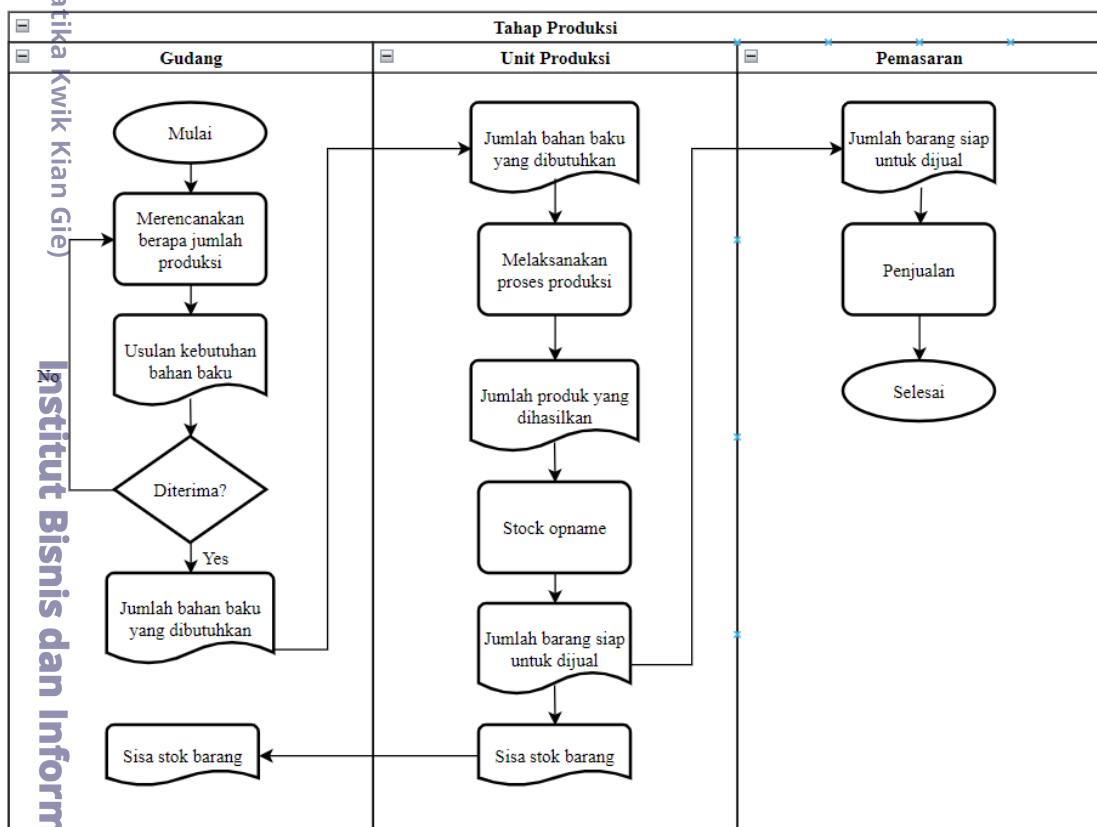 Tahap Produksi
Gudang
Unit Produksi
Pemasaran
Mulai
Merencanakan
berapa jumlah
produksi
Usulan kebutuhan
bahan baku
No
Diterima?
Yes
Jumlah bahan baku
yang dibutuhkan
Sisa stok barang
Jumlah bahan baku
yang dibutuhkan
Melaksanakan
proses produksi
Jumlah produk yang
dihasilkan
Stock opname
Jumlah barang siap
untuk dijual
Sisa stok barang
Jumlah barang siap
untuk dijual
Penjualan
Selesai
atika Kwik Kian Gie)
Institut Bisnis dan Inform